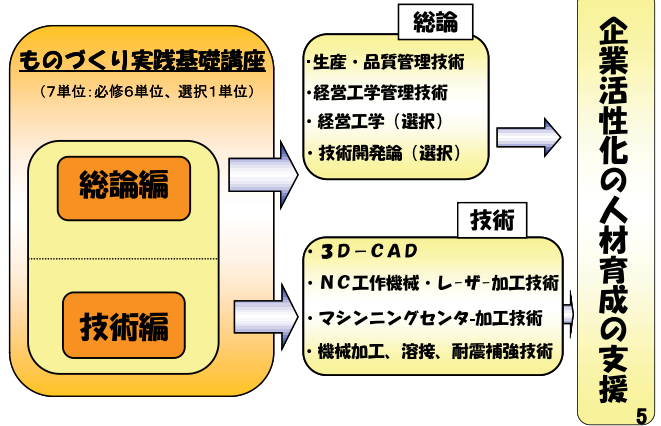 ものづくり実践基礎講座
（7単位：必修6単位、選択1単位）
総論編
技術編
総論
・生産・品質管理技術
・経営工学管理技術
・経営工学（選択）
・技術開発論（選択）
技術
・３Ｄ－ＣＡＤ
・ＮＣ工作機械・レ－ザ－加工技術
・マシンニングセンタ-加工技術
・機械加工、溶接、耐震補強技術
企業活性化の人材育成の支援
5